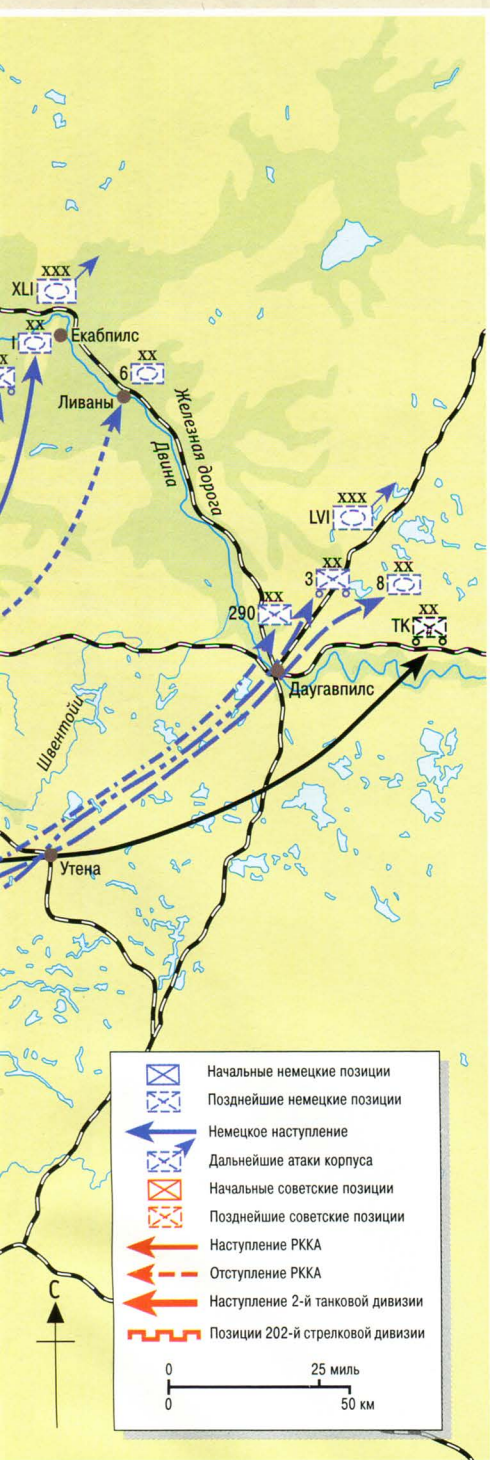 XXX
XLI
XX
I
Екабпилс
X
XX
6
Ливаны
Железная дорога
Двина
XXX
LVI
XX
3
XX
8
XX
290
XX
ТК
Даугавпилс
Швентойи
Утена
Начальные немецкие позиции
Позднейшие немецкие позиции
Немецкое наступление
Дальнейшие атаки корпуса
Начальные советские позиции
Позднейшие советские позиции
Наступление РККА
Отступление РККА
Наступление 2-й танковой дивизии
Позиции 202-й стрелковой дивизии
С
0 25 миль
0 50 км